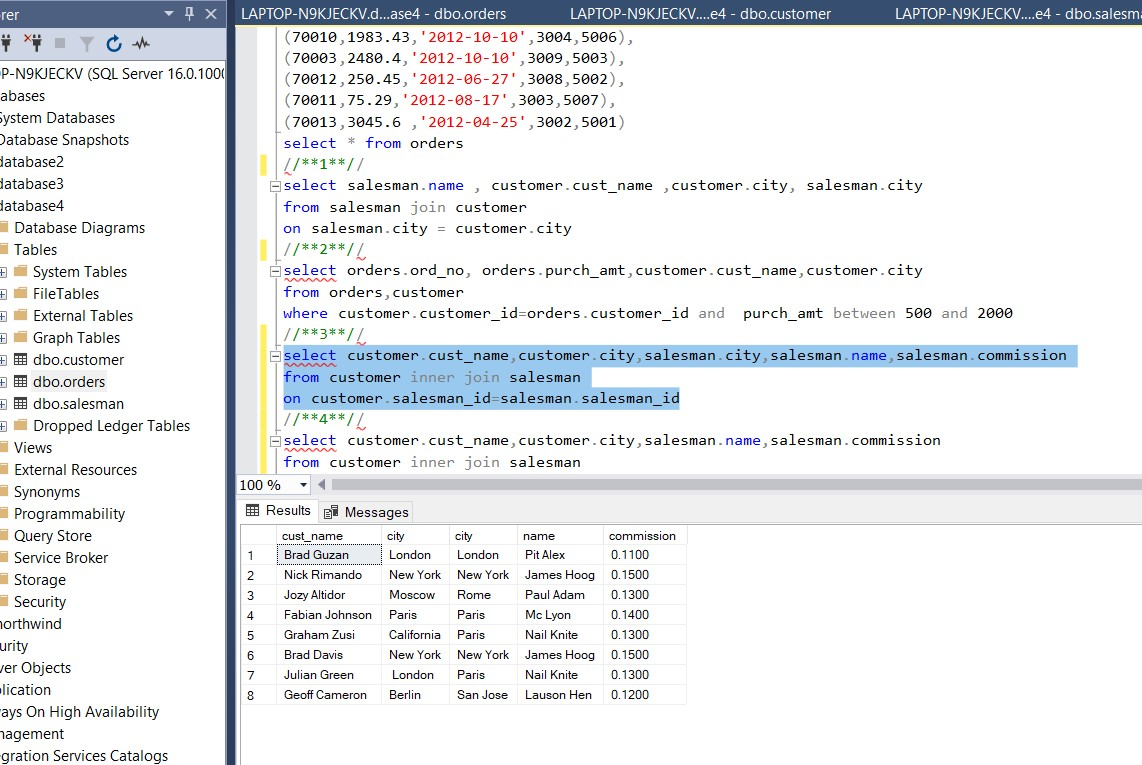 rer
LAPTOP-N9KJECKV.d...ase4 - dbo.orders
LAPTOP-N9KJECKV....e4 - dbo.customer
LAPTOP-N9KJECKV....e4 - dbo.salesma
P-N9KJECKV (SQL Server 16.0.1000
abases
System Databases
Database Snapshots
database2
database3
database4
Database Diagrams
Tables
System Tables
FileTables
External Tables
Graph Tables
dbo.customer
dbo.orders
dbo.salesman
Dropped Ledger Tables
Views
External Resources
Synonyms
Programmability
Query Store
Service Broker
Storage
Security
northwind
urity
ver Objects
plication
ays On High Availability
nagement
egration Services Catalogs
(70010,1983.43,'2012-10-10',3004,5006),
(70003,2480.4,'2012-10-10',3009,5003),
(70012,250.45,'2012-06-27',3008,5002),
(70011,75.29,'2012-08-17',3003,5007),
(70013,3045.6 ,'2012-04-25',3002,5001)
select * from orders
//**1**//
select salesman.name , customer.cust_name ,customer.city, salesman.city
from salesman join customer
on salesman.city = customer.city
//**2**//
select orders.ord_no, orders.purch_amt,customer.cust_name,customer.city
from orders,customer
where customer.customer_id=orders.customer_id and  purch_amt between 500 and 2000
//**3**//
select customer.cust_name,customer.city,salesman.city,salesman.name,salesman.commission
from customer inner join salesman
on customer.salesman_id=salesman.salesman_id
//**4**//
select customer.cust_name,customer.city,salesman.name,salesman.commission
from customer inner join salesman
100 %
Results Messages
cust_name city city name commission
1 Brad Guzan London London Pit Alex 0.1100
2 Nick Rimando New York New York James Hoog 0.1500
3 Jozy Altidor Moscow Rome Paul Adam 0.1300
4 Fabian Johnson Paris Paris Mc Lyon 0.1400
5 Graham Zusi California Paris Nail Knite 0.1300
6 Brad Davis New York New York James Hoog 0.1500
7 Julian Green London Paris Nail Knite 0.1300
8 Geoff Cameron Berlin San Jose Lauson Hen 0.1200